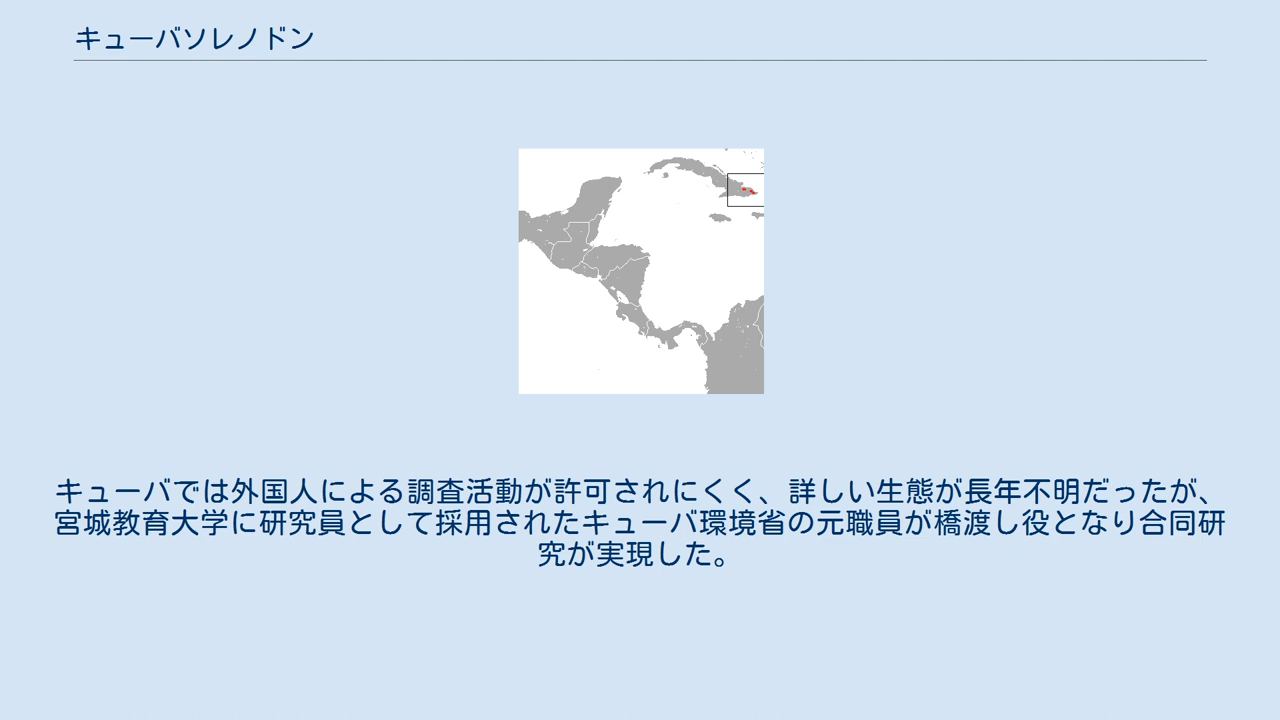 キューバソレノドン
キューバでは外国人による調査活動が許可されにくく、詳しい生態が長年不明だったが、
宮城教育大学に研究員として採用されたキューバ環境省の元職員が橋渡し役となり合同研
究が実現した。